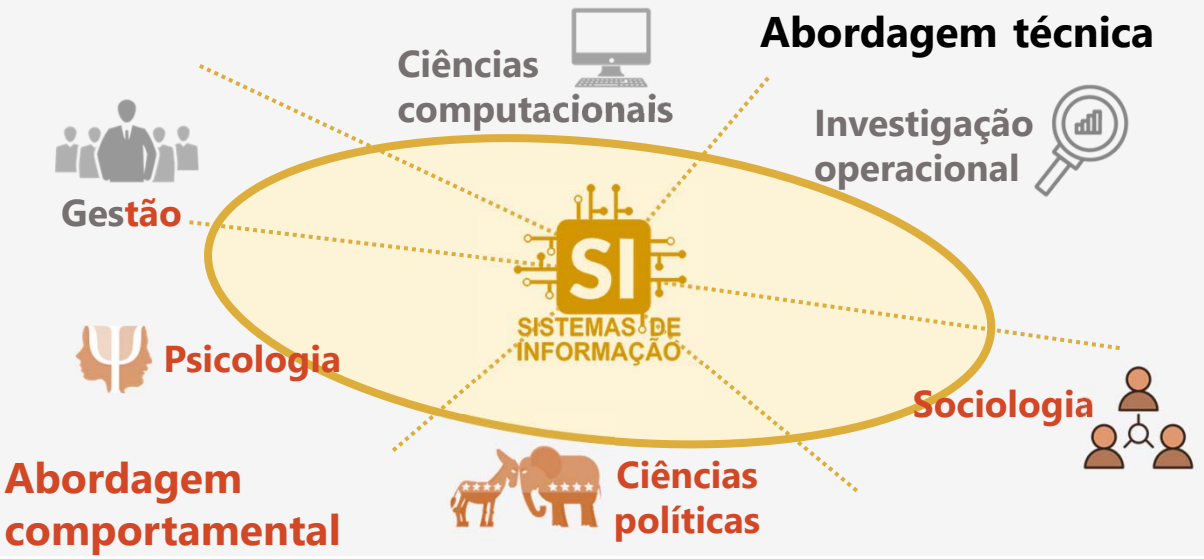 Abordagem técnica
Ciências
computacionais
Investigação
operacional
Gestão
SI
SISTEMAS DE
INFORMAÇÃO
Psicologia
Sociologia
Abordagem
comportamental
Ciências
políticas